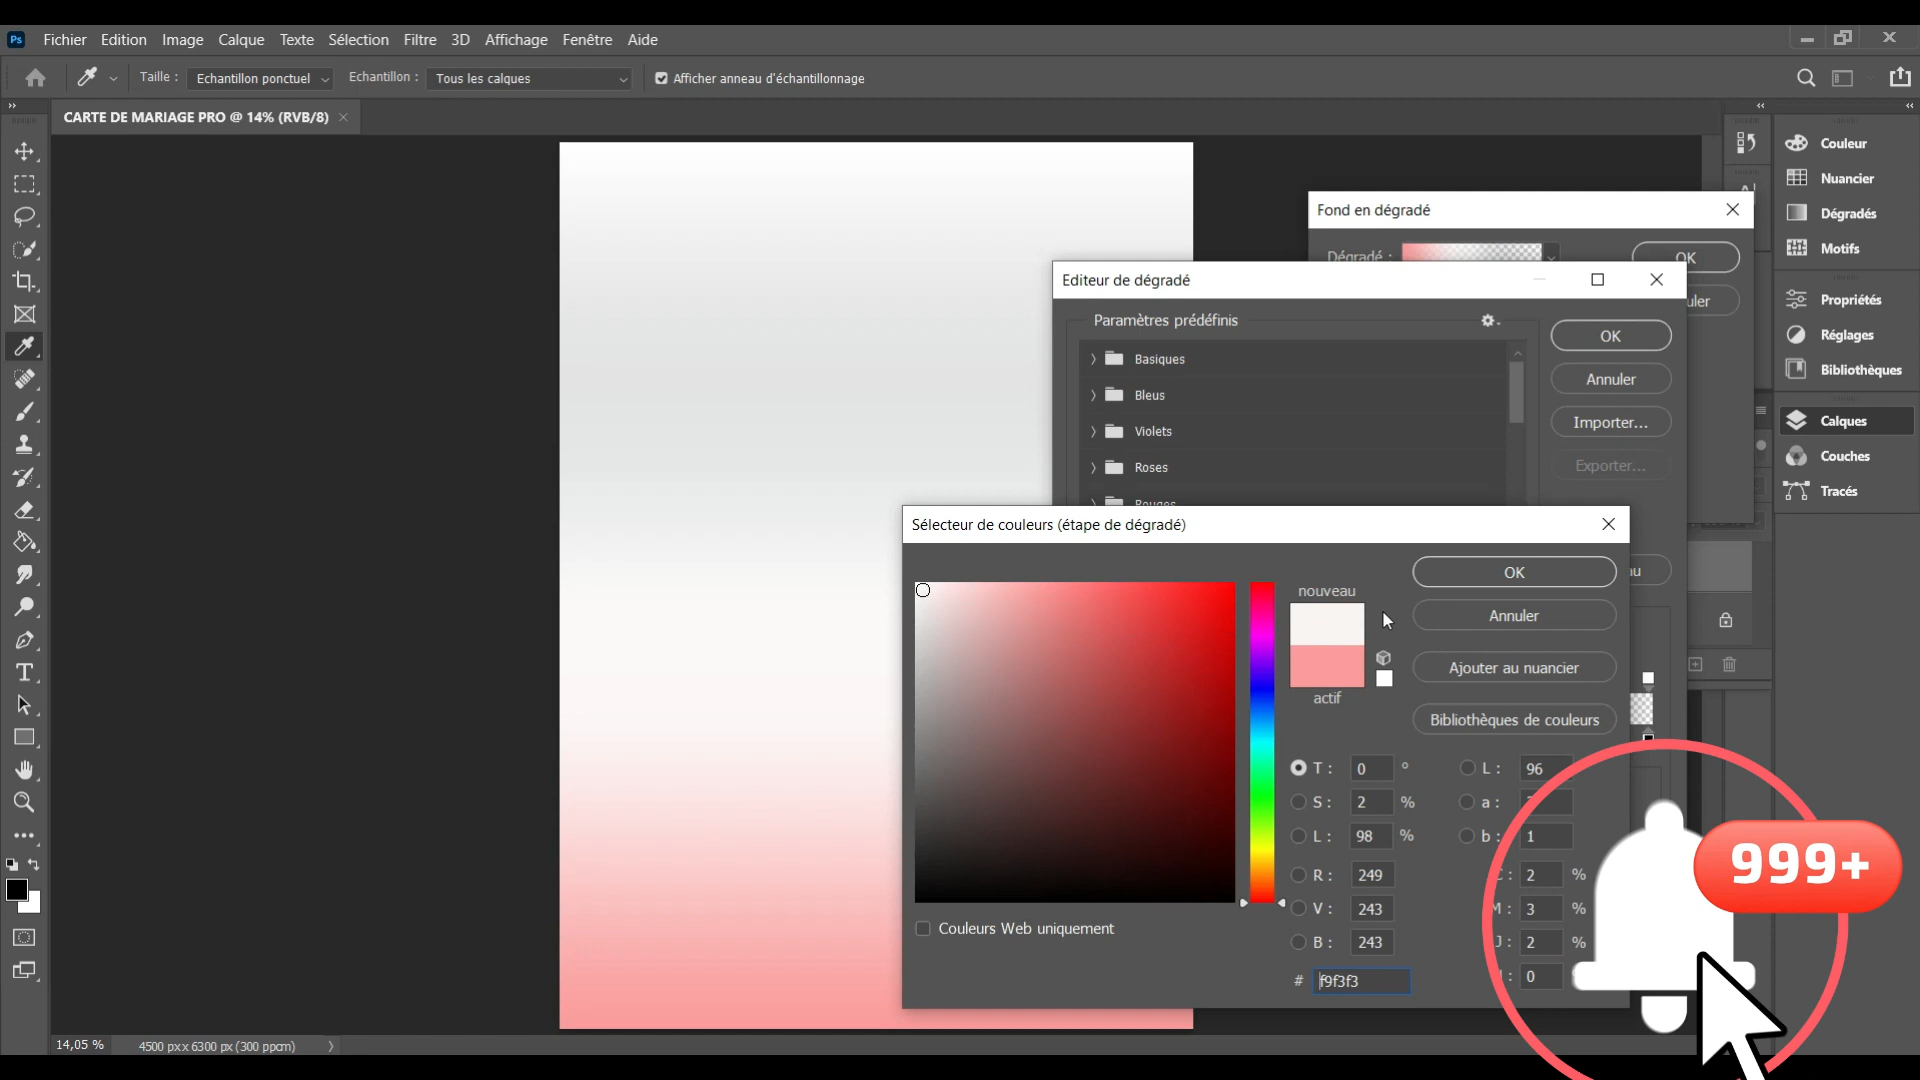 Ps Fichier Edition Image Calque Texte Sélection Filtre 3D Affichage Fenêtre Aide
Taille : Echantillon ponctuel Echantillon : Tous les calques Afficher anneau d'échantillonnage
CARTE DE MARIAGE PRO @ 14% (RVB/8)
Couleur
Nuancier
Dégradés
Motifs
Propriétés
Réglages
Bibliothèques
Calques
Couches
Tracés
Fond en dégradé
Dégradé :
OK
uler
Editeur de dégradé
Paramètres prédéfinis
Basiques
Bleus
Violets
Roses
Rouges
OK
Annuler
Importer...
Exporter...
Sélecteur de couleurs (étape de dégradé)
nouveau
actif
OK
Annuler
Ajouter au nuancier
Bibliothèques de couleurs
T : 0 °
S : 2 %
L : 98 %
R : 249
V : 243
B : 243
# f9f3f3
L : 96
a :
b : 1
2 %
M : 3 %
J : 2 %
: 0
Couleurs Web uniquement
999+
14,05 % 4500 px x 6300 px (300 ppcm)